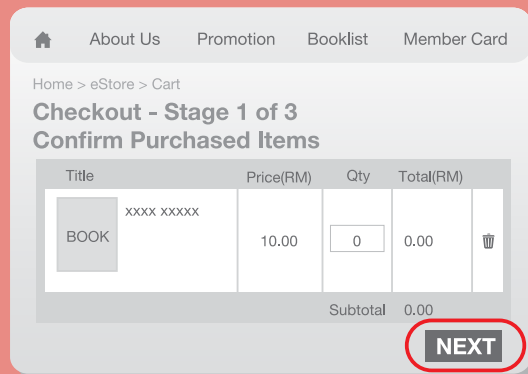 About Us Promotion Booklist Member Card
Home > eStore > Cart
Checkout - Stage 1 of 3
Confirm Purchased Items
Title Price(RM) Qty Total(RM)
xxxx xxxxx
BOOK 10.00 0 0.00
Subtotal 0.00
NEXT